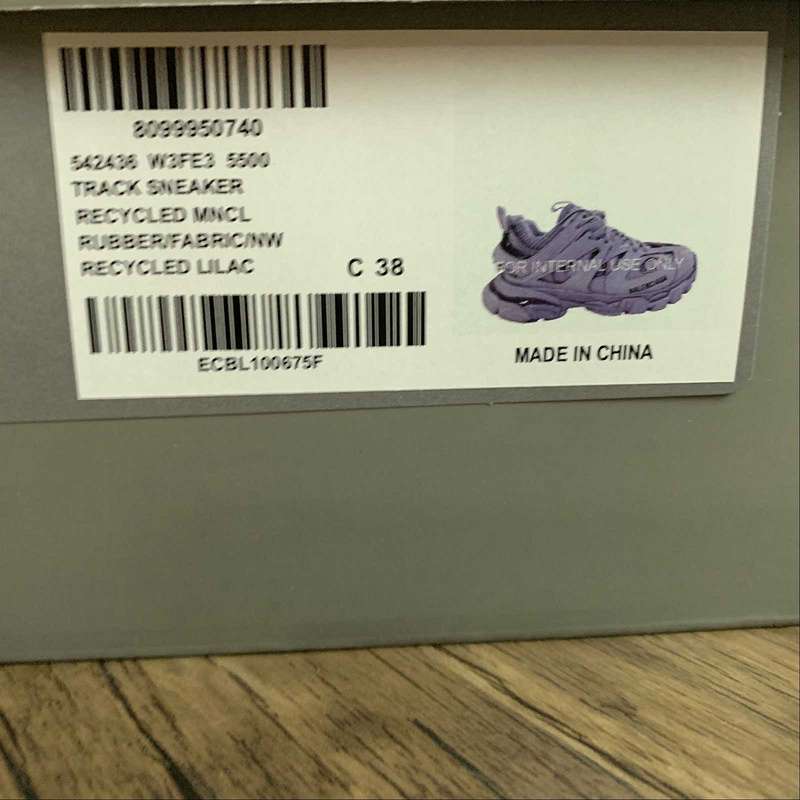 8099950740
542436 W3FE3 5500
TRACK SNEAKER
RECYCLED MNCL
RUBBER/FABRIC/NW
RECYCLED LILAC C 38
ECBL100675F
FOR INTERNAL USE ONLY
BALENCIAGA
MADE IN CHINA